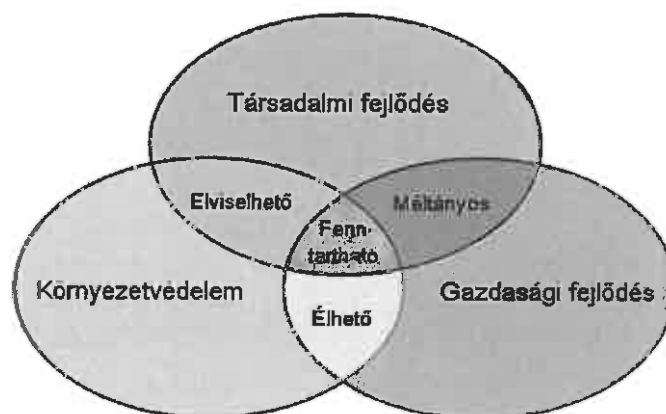 Társadalmi fejlődés
Elviselhető
Méltányos
Fenn-
tartható
Környezetvédelem
Gazdasági fejlődés
Élhető